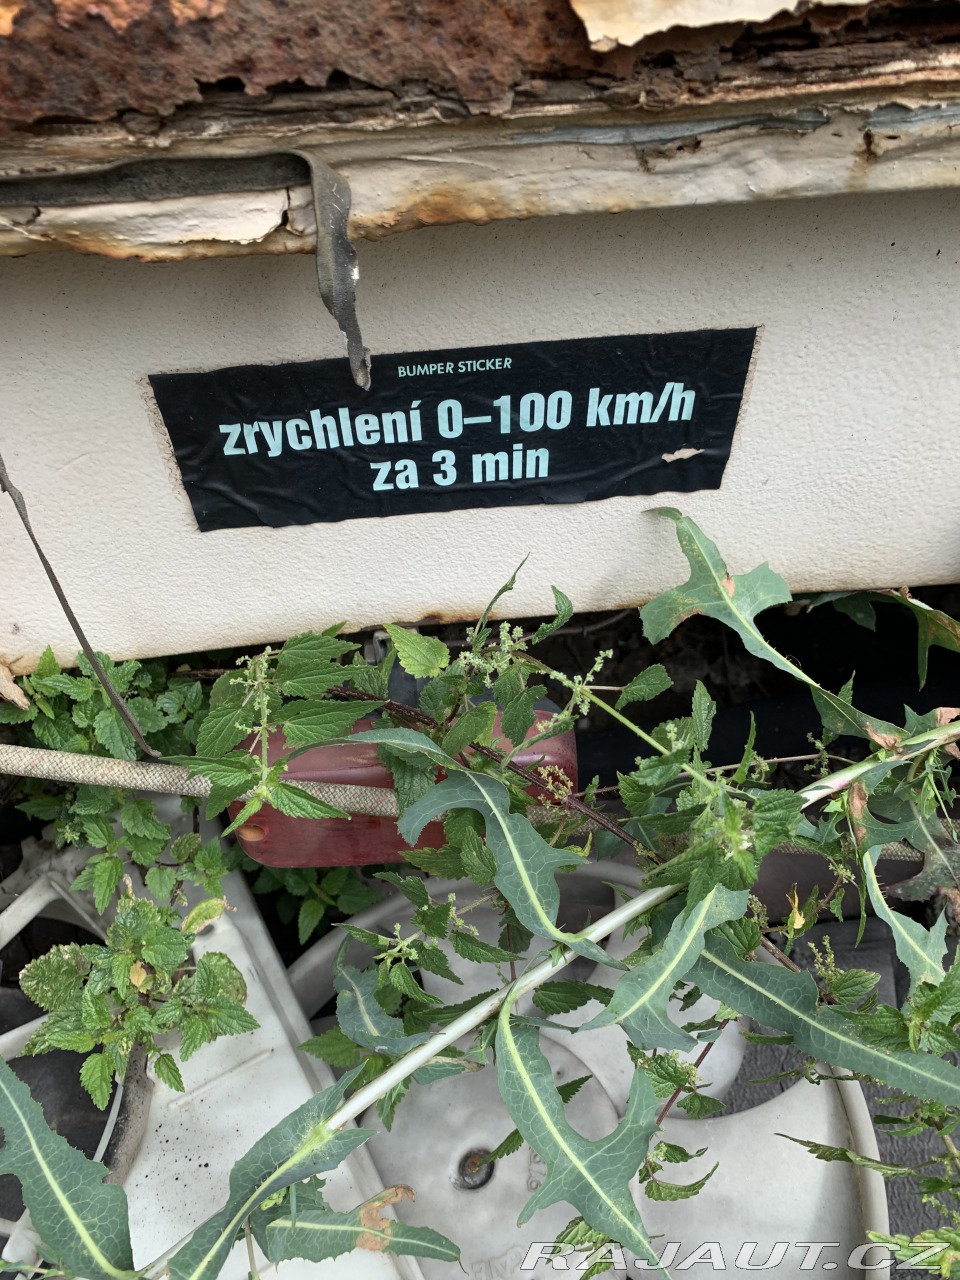 BUMPER STICKER
zrychlení 0–100 km/h
za 3 min
RAJAUT.CZ